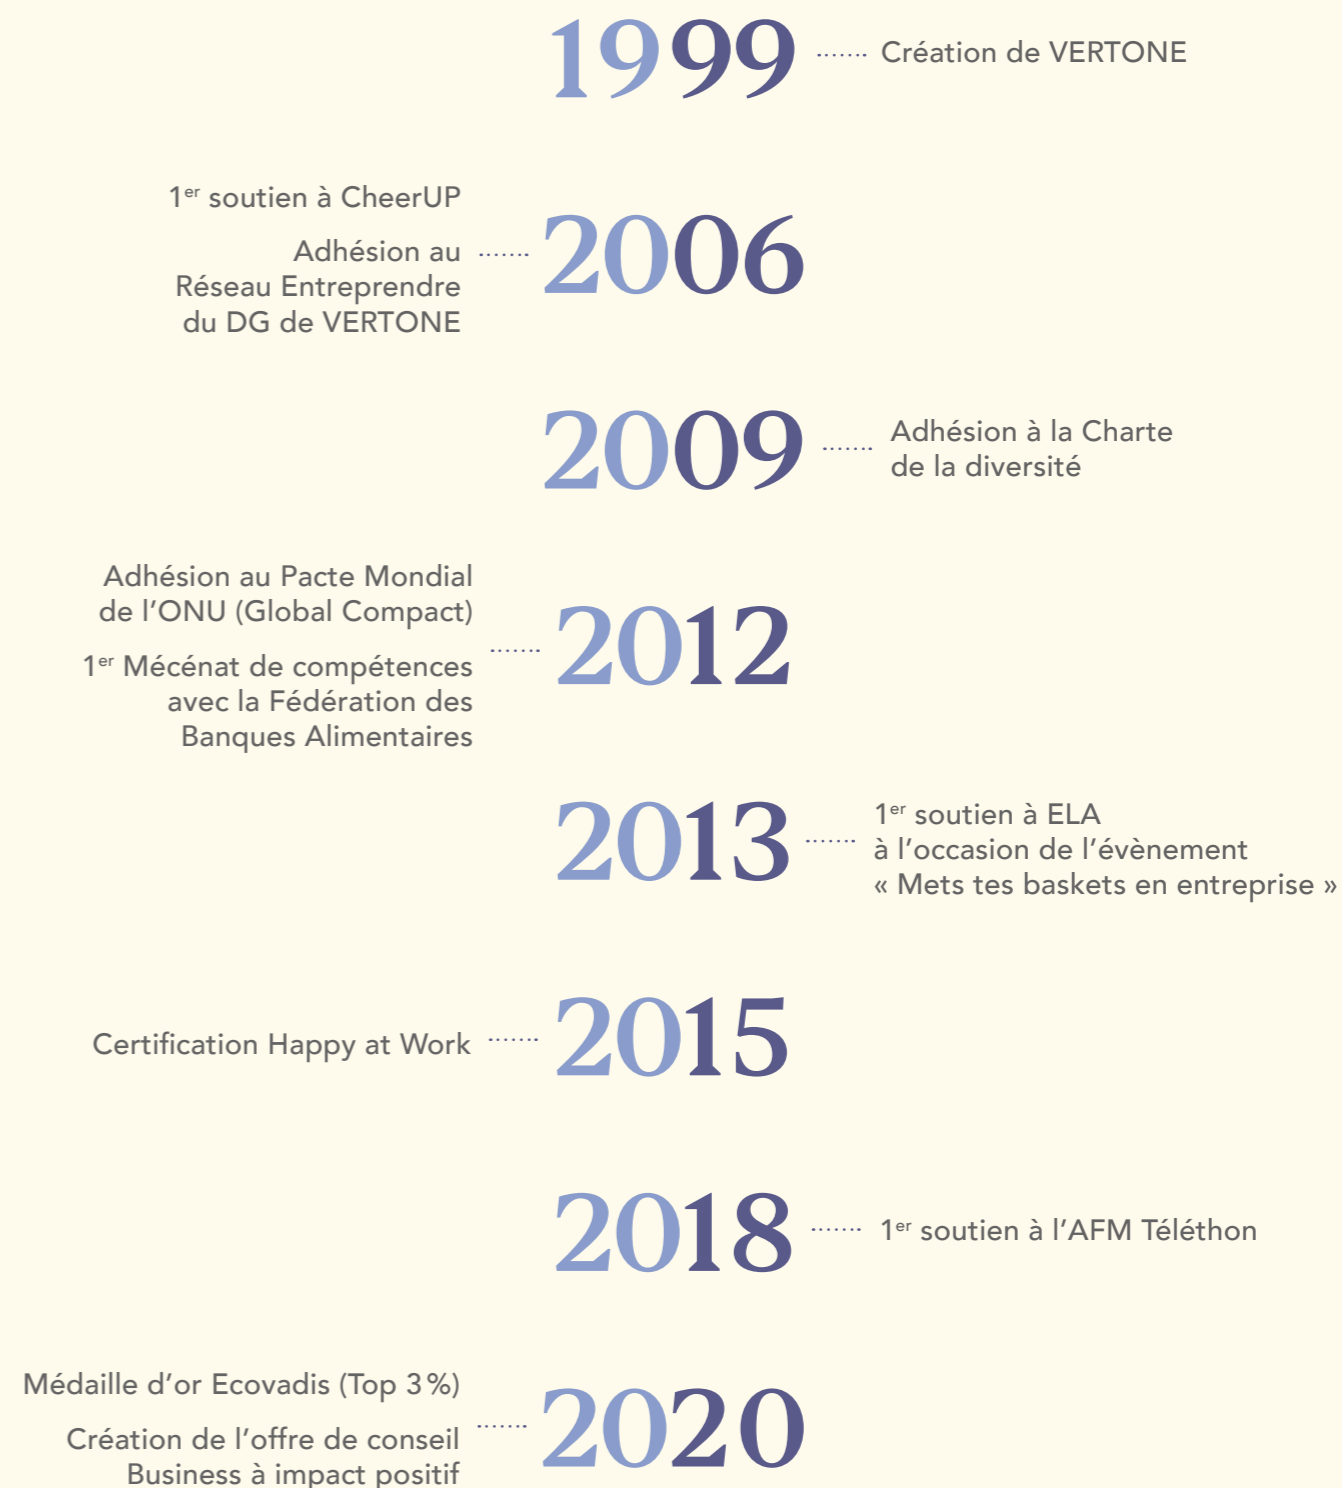 1999
Création de VERTONE
1er soutien à CheerUP
Adhésion au
Réseau Entreprendre
du DG de VERTONE
2006
2009
Adhésion à la Charte
de la diversité
Adhésion au Pacte Mondial
de l’ONU (Global Compact)
1er Mécénat de compétences
avec la Fédération des
Banques Alimentaires
2012
2013
1er soutien à ELA
à l’occasion de l’évènement
« Mets tes baskets en entreprise »
Certification Happy at Work
2015
2018
1er soutien à l’AFM Téléthon
Médaille d’or Ecovadis (Top 3 %)
Création de l’offre de conseil
Business à impact positif
2020